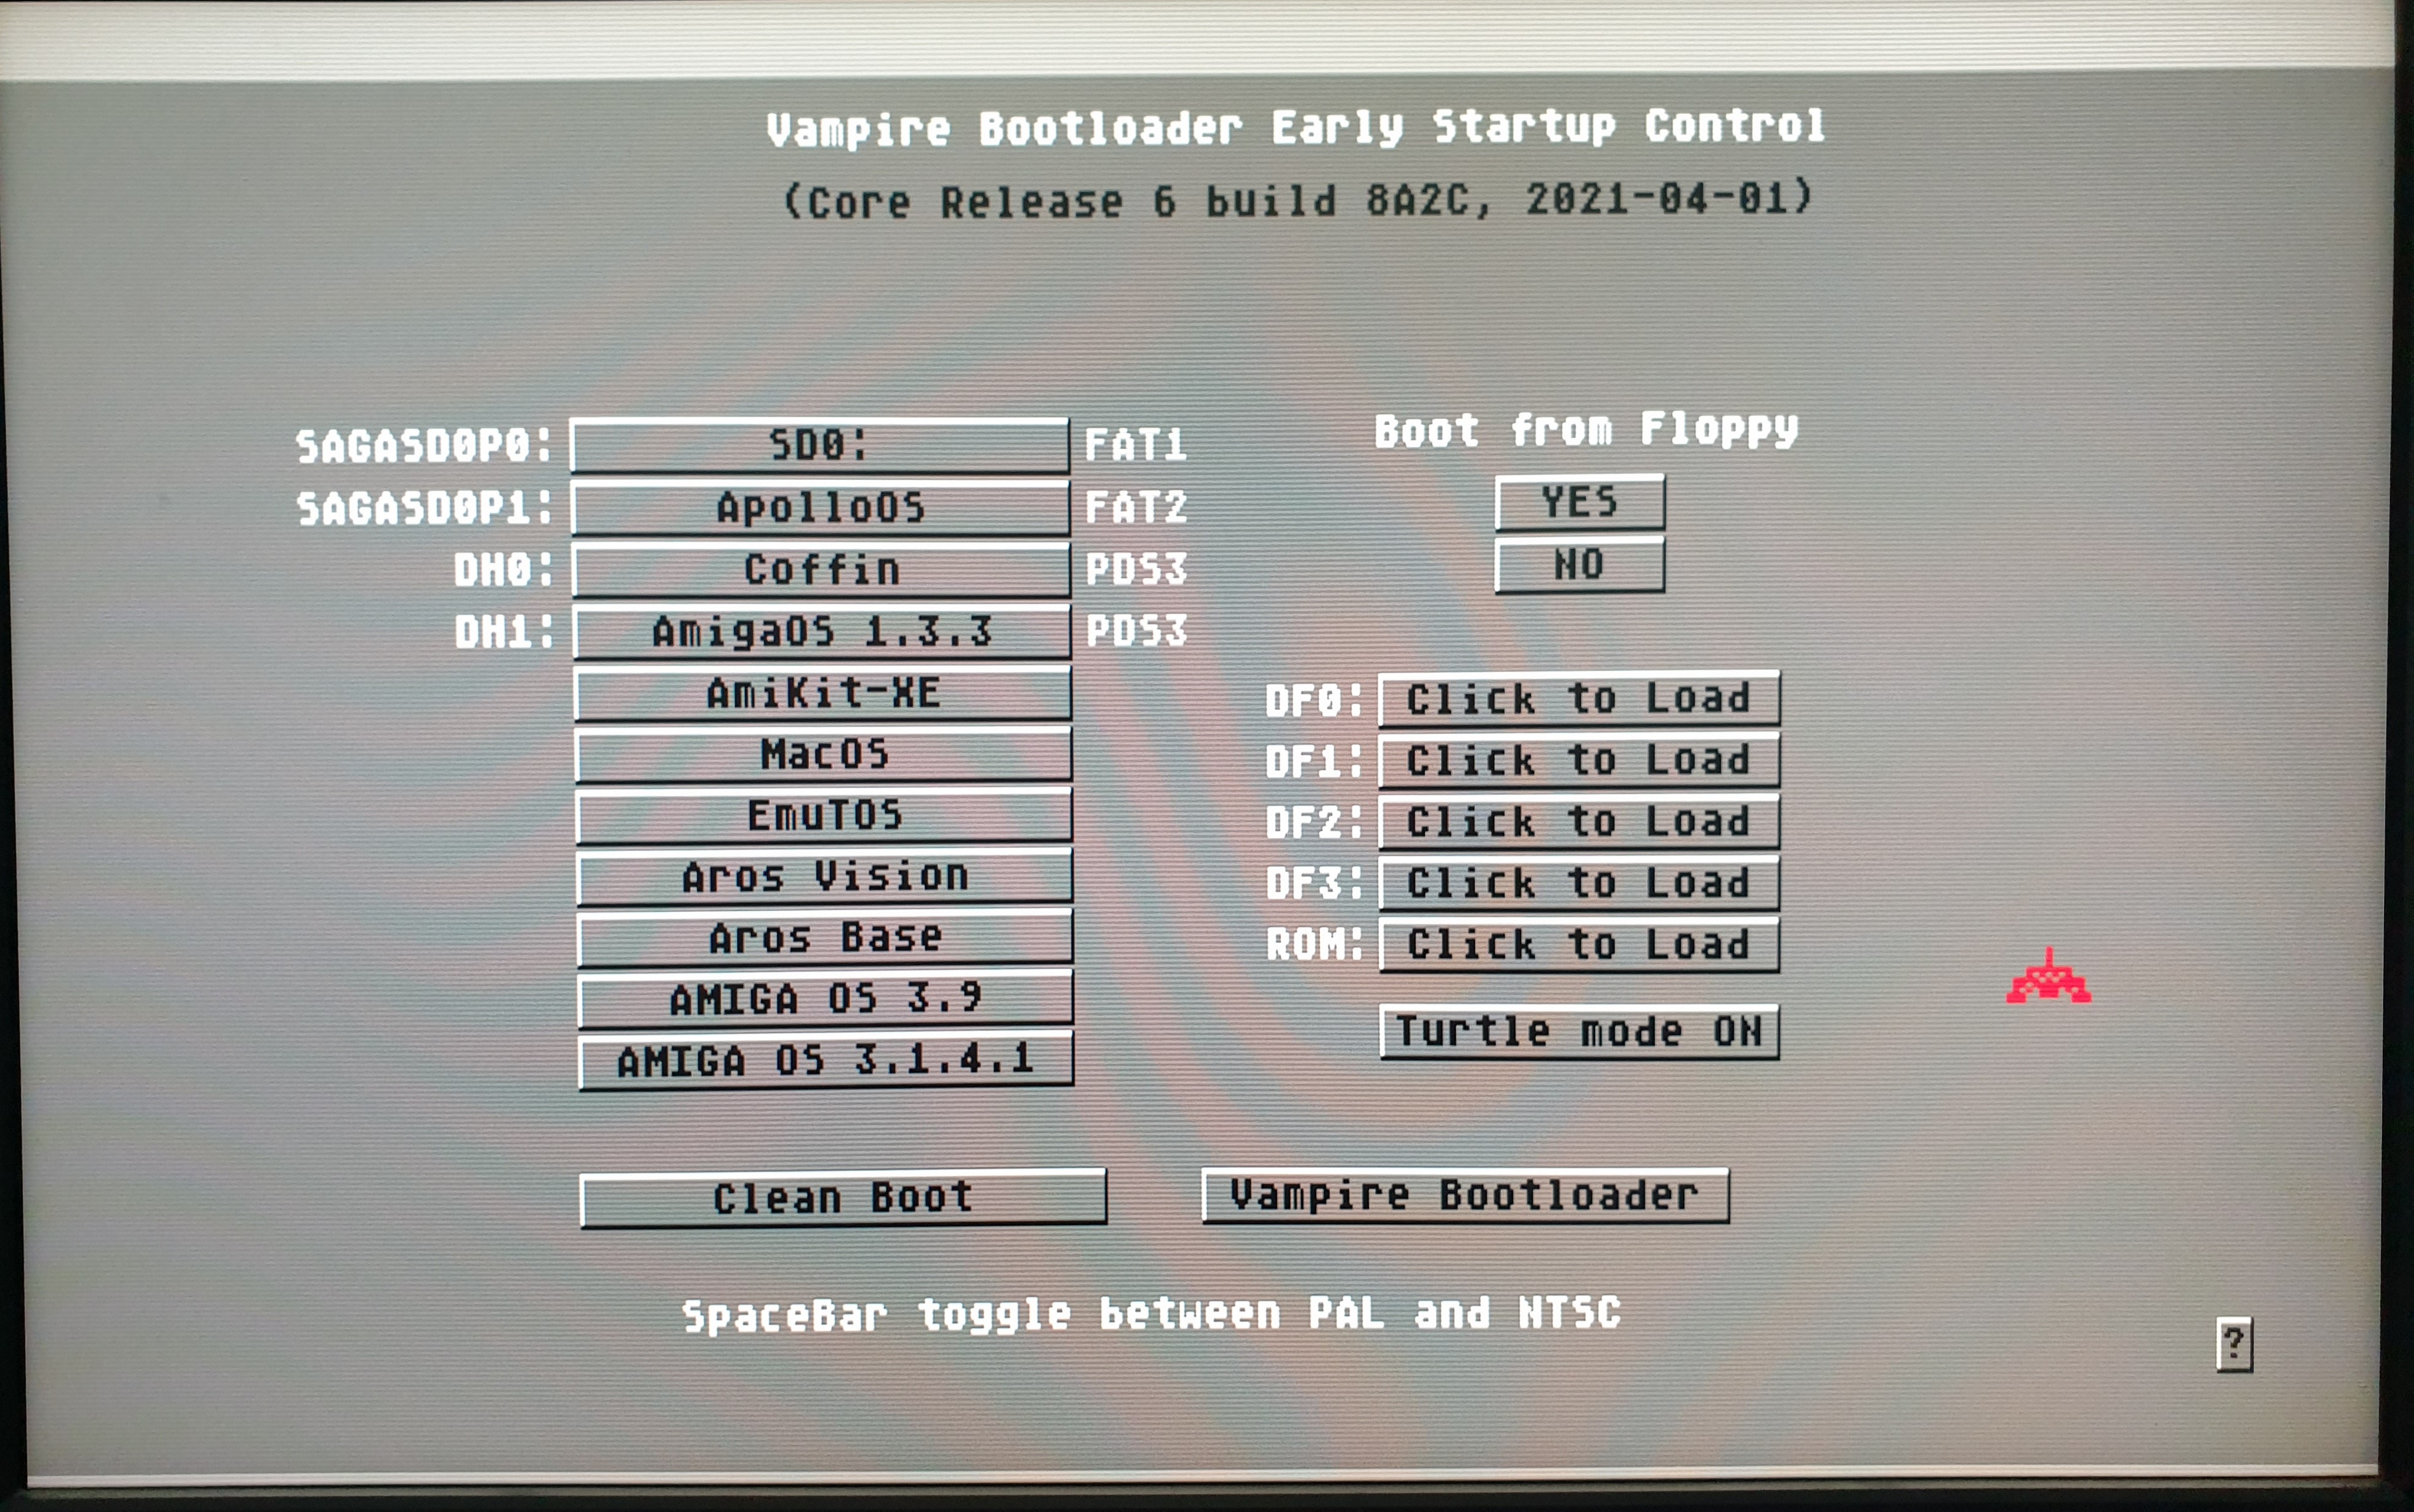 Vampire Bootloader Early Startup Control
(Core Release 6 build 8A2C, 2021-04-01)
SAGASD0P0: SD0: FAT1
SAGASD0P1: ApolloOS FAT2
DH0: Coffin PDS3
DH1: AmigaOS 1.3.3 PDS3
AmiKit-XE
MacOS
EmuTOS
Aros Vision
Aros Base
AMIGA OS 3.9
AMIGA OS 3.1.4.1
Boot from Floppy
YES
NO
DF0: Click to Load
DF1: Click to Load
DF2: Click to Load
DF3: Click to Load
ROM: Click to Load
Turtle mode ON
Clean Boot
Vampire Bootloader
SpaceBar toggle between PAL and NTSC
?